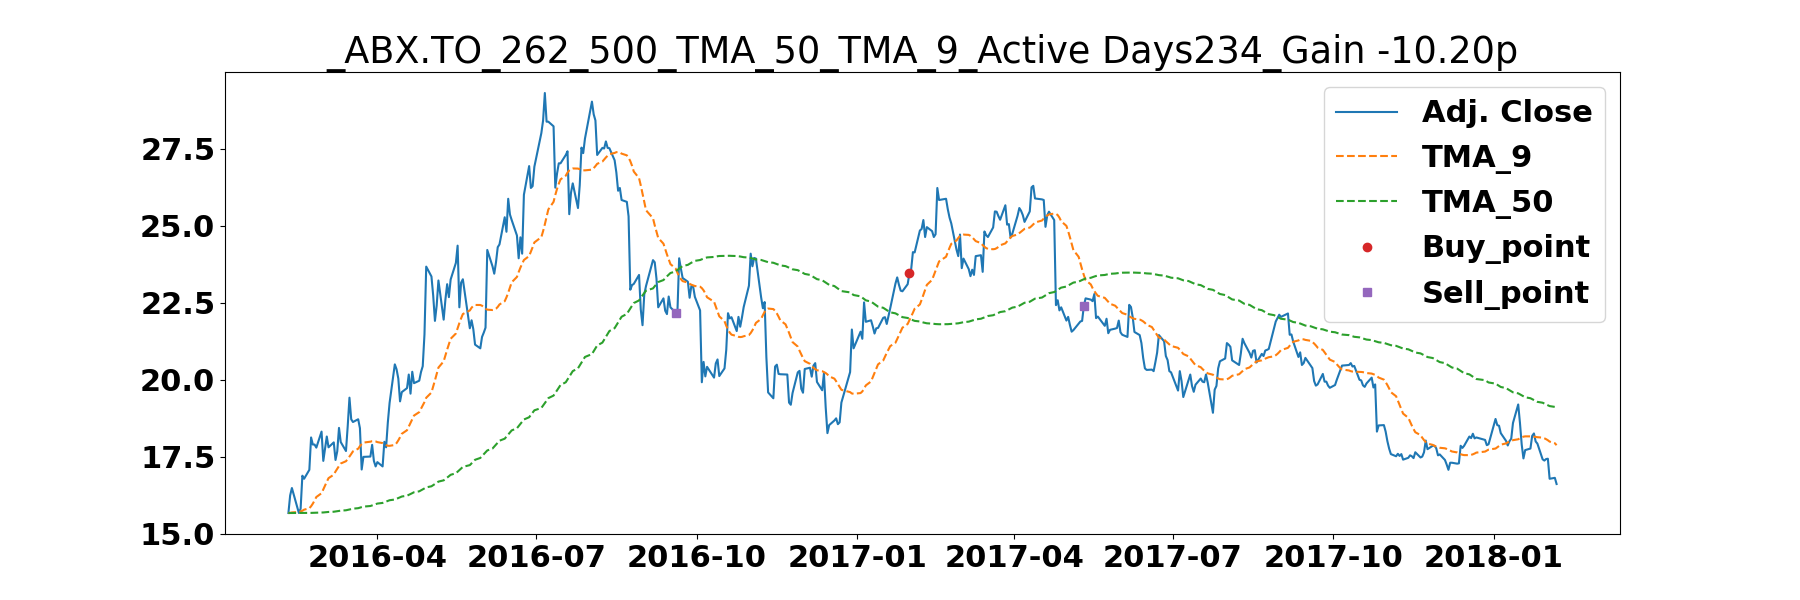 _ABX.TO_262_500_TMA_50_TMA_9_Active Days234_Gain -10.20p
Adj. Close
TMA_9
TMA_50
Buy_point
Sell_point
27.5
25.0
22.5
20.0
17.5
15.0
2016-04 2016-07 2016-10 2017-01 2017-04 2017-07 2017-10 2018-01